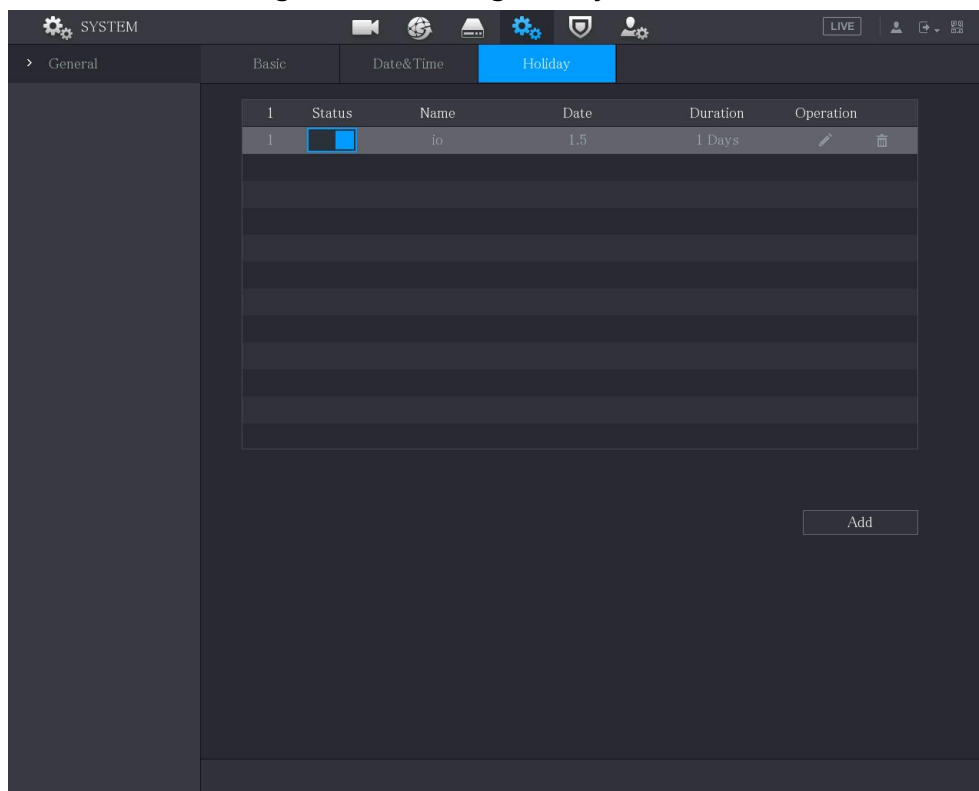 SYSTEM
LIVE
General
Basic Date&Time Holiday
1 Status Name Date Duration Operation
1 io 1.5 1 Days
Add